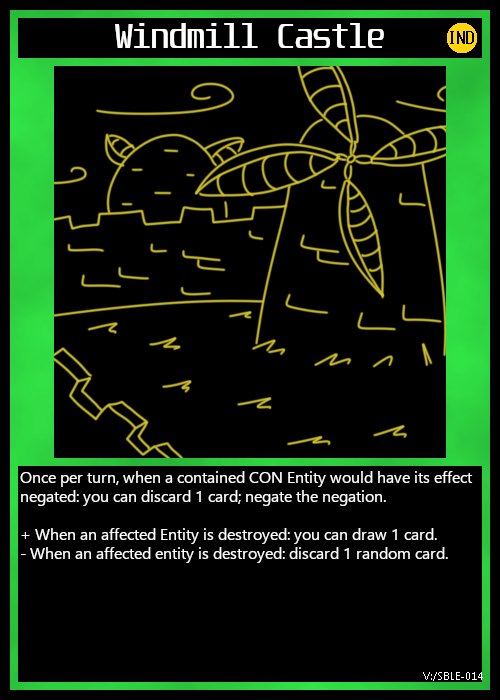 Windmill Castle
IND
Once per turn, when a contained CON Entity would have its effect
negated: you can discard 1 card; negate the negation.
+ When an affected Entity is destroyed: you can draw 1 card.
- When an affected entity is destroyed: discard 1 random card.
V:/SBLE-014